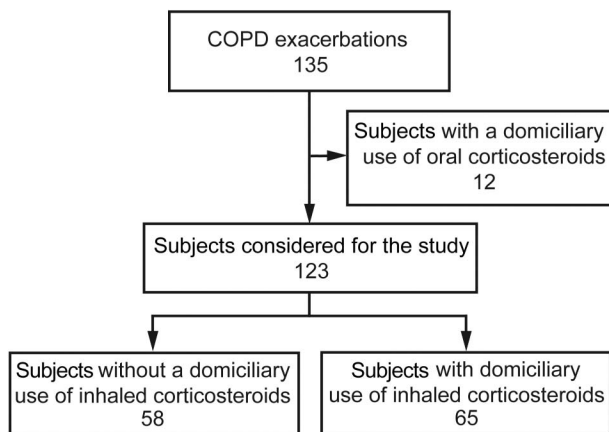 COPD exacerbations
135
Subjects with a domiciliary
use of oral corticosteroids
12
Subjects considered for the study
123
Subjects without a domiciliary
use of inhaled corticosteroids
58
Subjects with domiciliary
use of inhaled corticosteroids
65